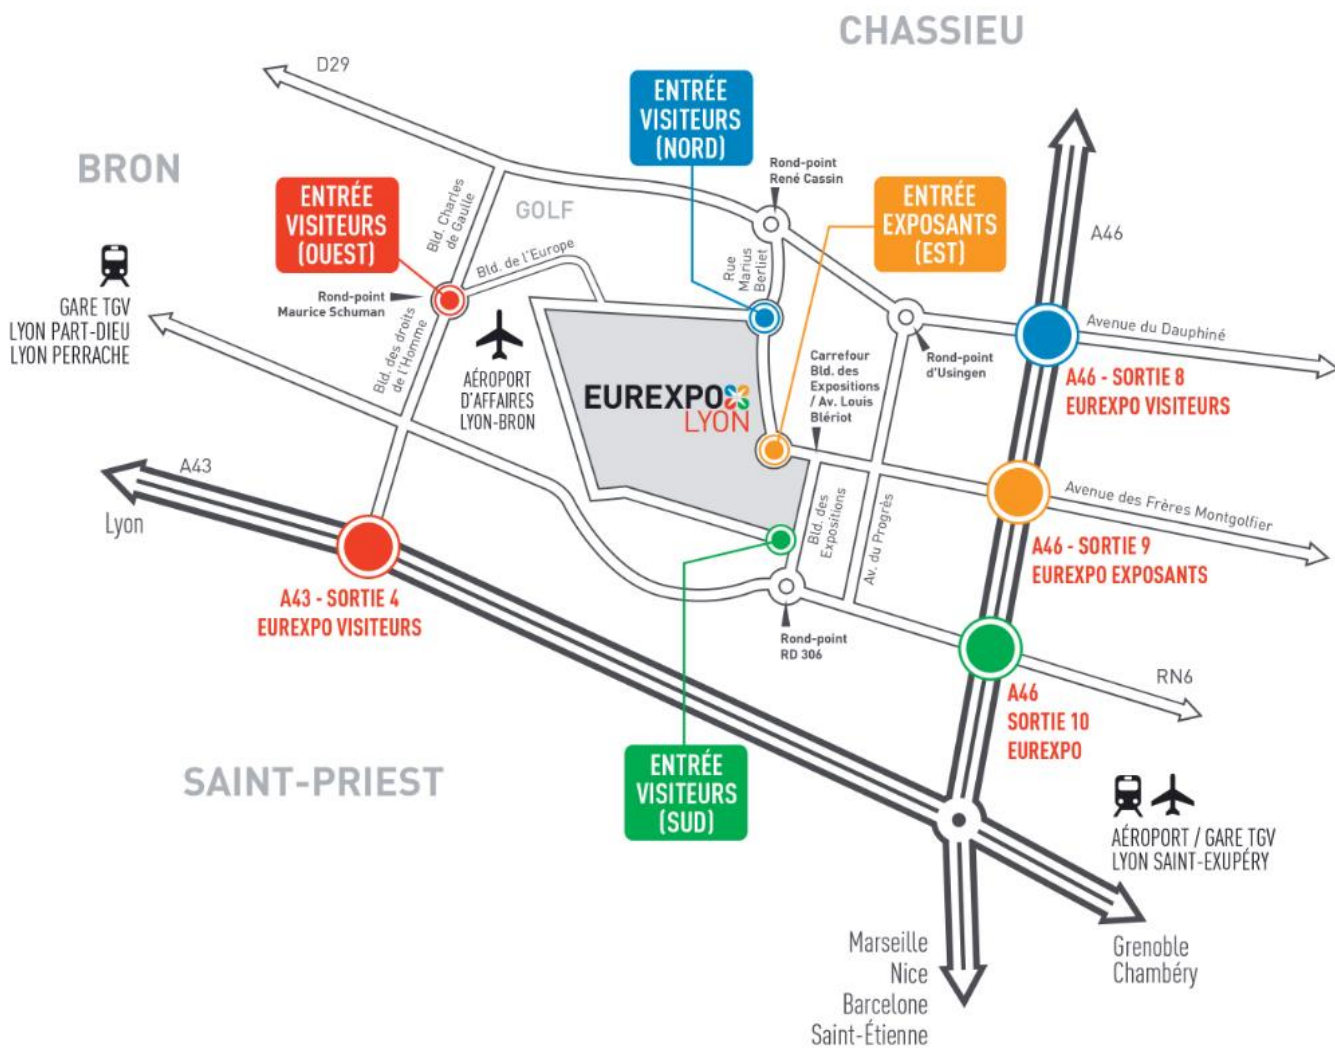 CHASSIEU
D29
ENTRÉE
VISITEURS
(NORD)
BRON
Rond-point
René Cassin
ENTRÉE
VISITEURS
(OUEST)
Bld. Charles
de Gaulle
GOLF
ENTRÉE
EXPOSANTS
(EST)
A46
Bld. de l'Europe
Rue
Marius
Berliet
GARE TGV
LYON PART-DIEU
LYON PERRACHE
Rond-point
Maurice Schuman
Bld. des droits
de l'Homme
AÉROPORT
D'AFFAIRES
LYON-BRON
Avenue du Dauphiné
Carrefour
Bld. des
Expositions
/ Av. Louis
Blériot
Rond-point
d'Usingen
A46 - SORTIE 8
EUREXPO VISITEURS
EUREXPO
LYON
A43
Lyon
Avenue des Frères Montgolfier
Bld. des
Expositions
Av. du Progrès
A46 - SORTIE 9
EUREXPO EXPOSANTS
A43 - SORTIE 4
EUREXPO VISITEURS
Rond-point
RD 306
RN6
A46
SORTIE 10
EUREXPO
SAINT-PRIEST
ENTRÉE
VISITEURS
(SUD)
AÉROPORT / GARE TGV
LYON SAINT-EXUPÉRY
Marseille
Nice
Barcelone
Saint-Étienne
Grenoble
Chambéry